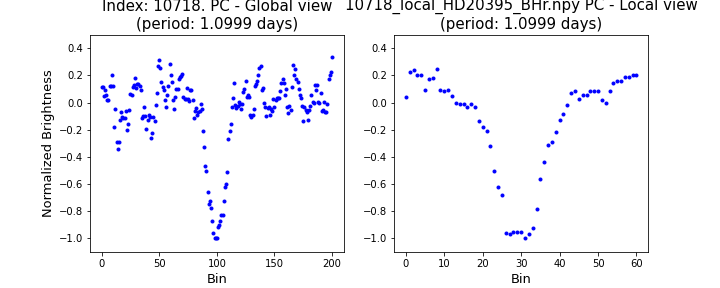 Index: 10718. PC - Global view
(period: 1.0999 days)
10718_local_HD20395_BHr.npy PC - Local view
(period: 1.0999 days)
Normalized Brightness
0.4
0.2
0.0
−0.2
−0.4
−0.6
−0.8
−1.0
0 50 100 150 200
Bin
0.4
0.2
0.0
−0.2
−0.4
−0.6
−0.8
−1.0
0 10 20 30 40 50 60
Bin